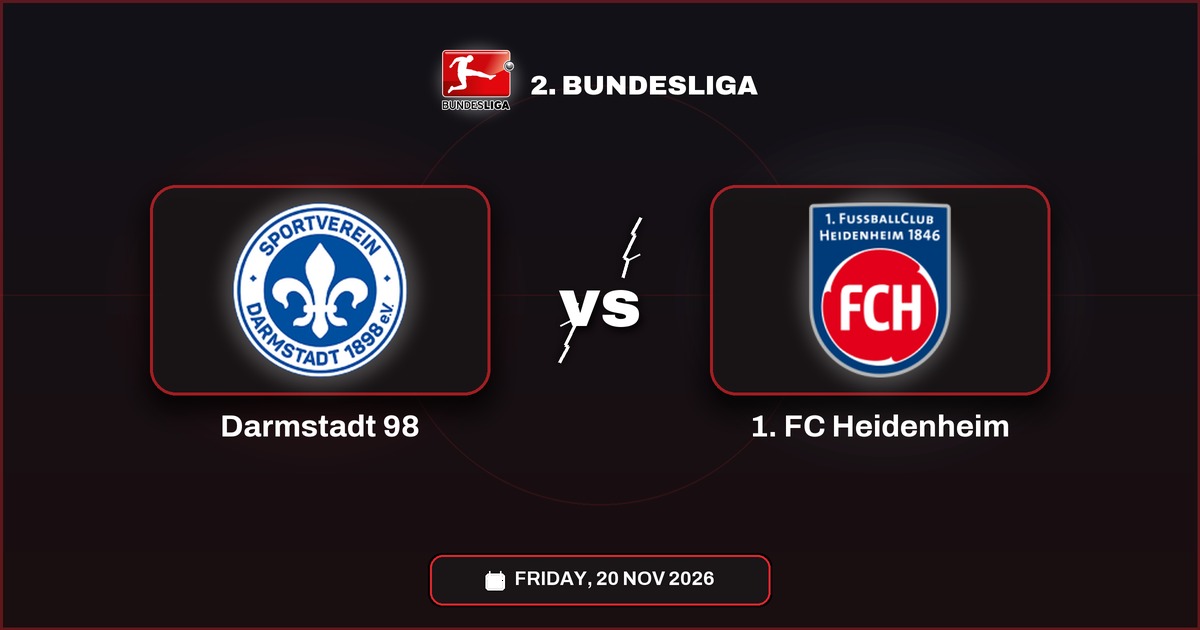 BUNDESLIGA
2. BUNDESLIGA
SPORTVEREIN
DARMSTADT 1898 e.V.
vs
1. FUSSBALLCLUB
HEIDENHEIM 1846
FCH
Darmstadt 98
1. FC Heidenheim
FRIDAY, 20 NOV 2026